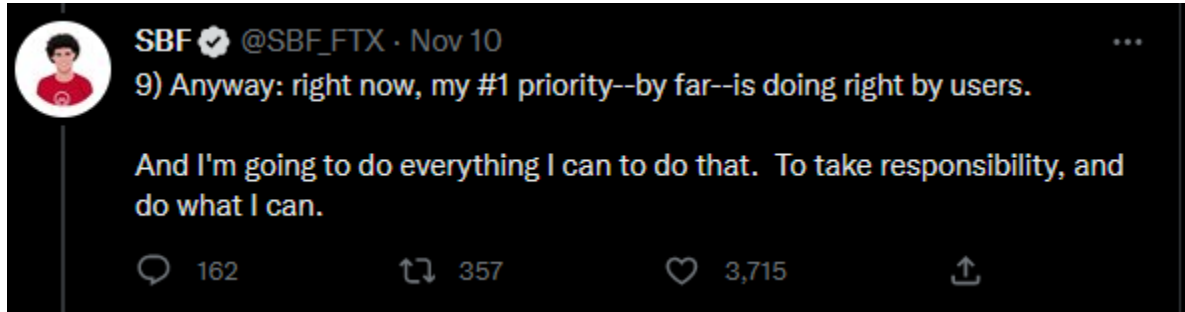 SBF @SBF_FTX · Nov 10
9) Anyway: right now, my #1 priority--by far--is doing right by users.
And I'm going to do everything I can to do that.  To take responsibility, and
do what I can.
162 357 3,715